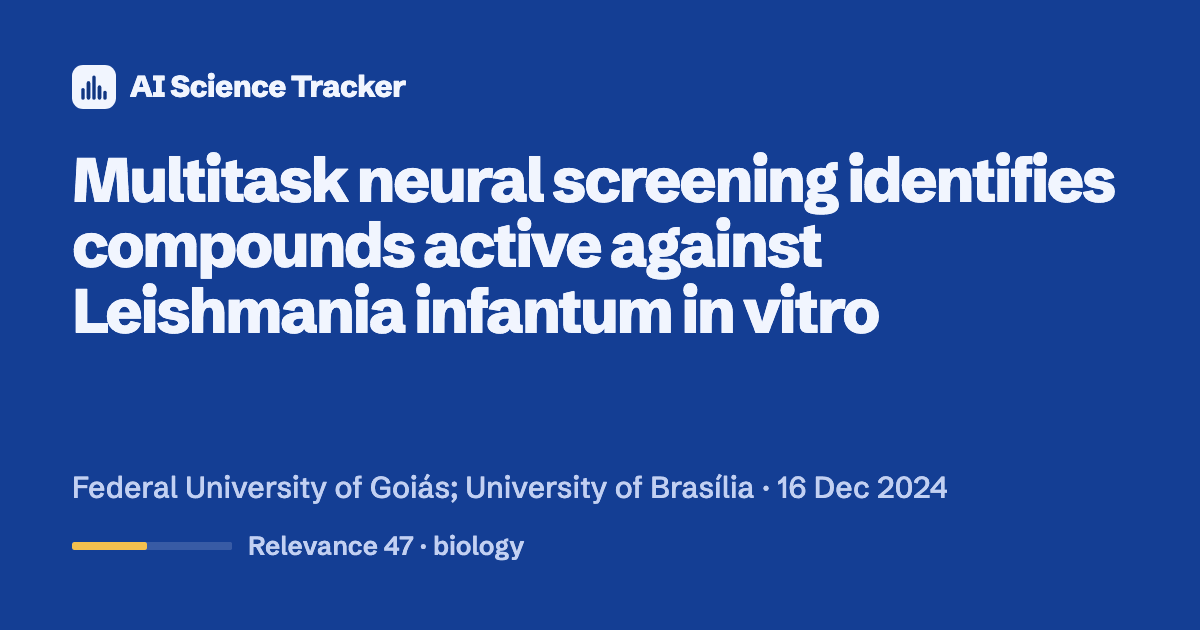 AI Science Tracker
Multitask neural screening identifies
compounds active against
Leishmania infantum in vitro
Federal University of Goiás; University of Brasília · 16 Dec 2024
Relevance 47 · biology